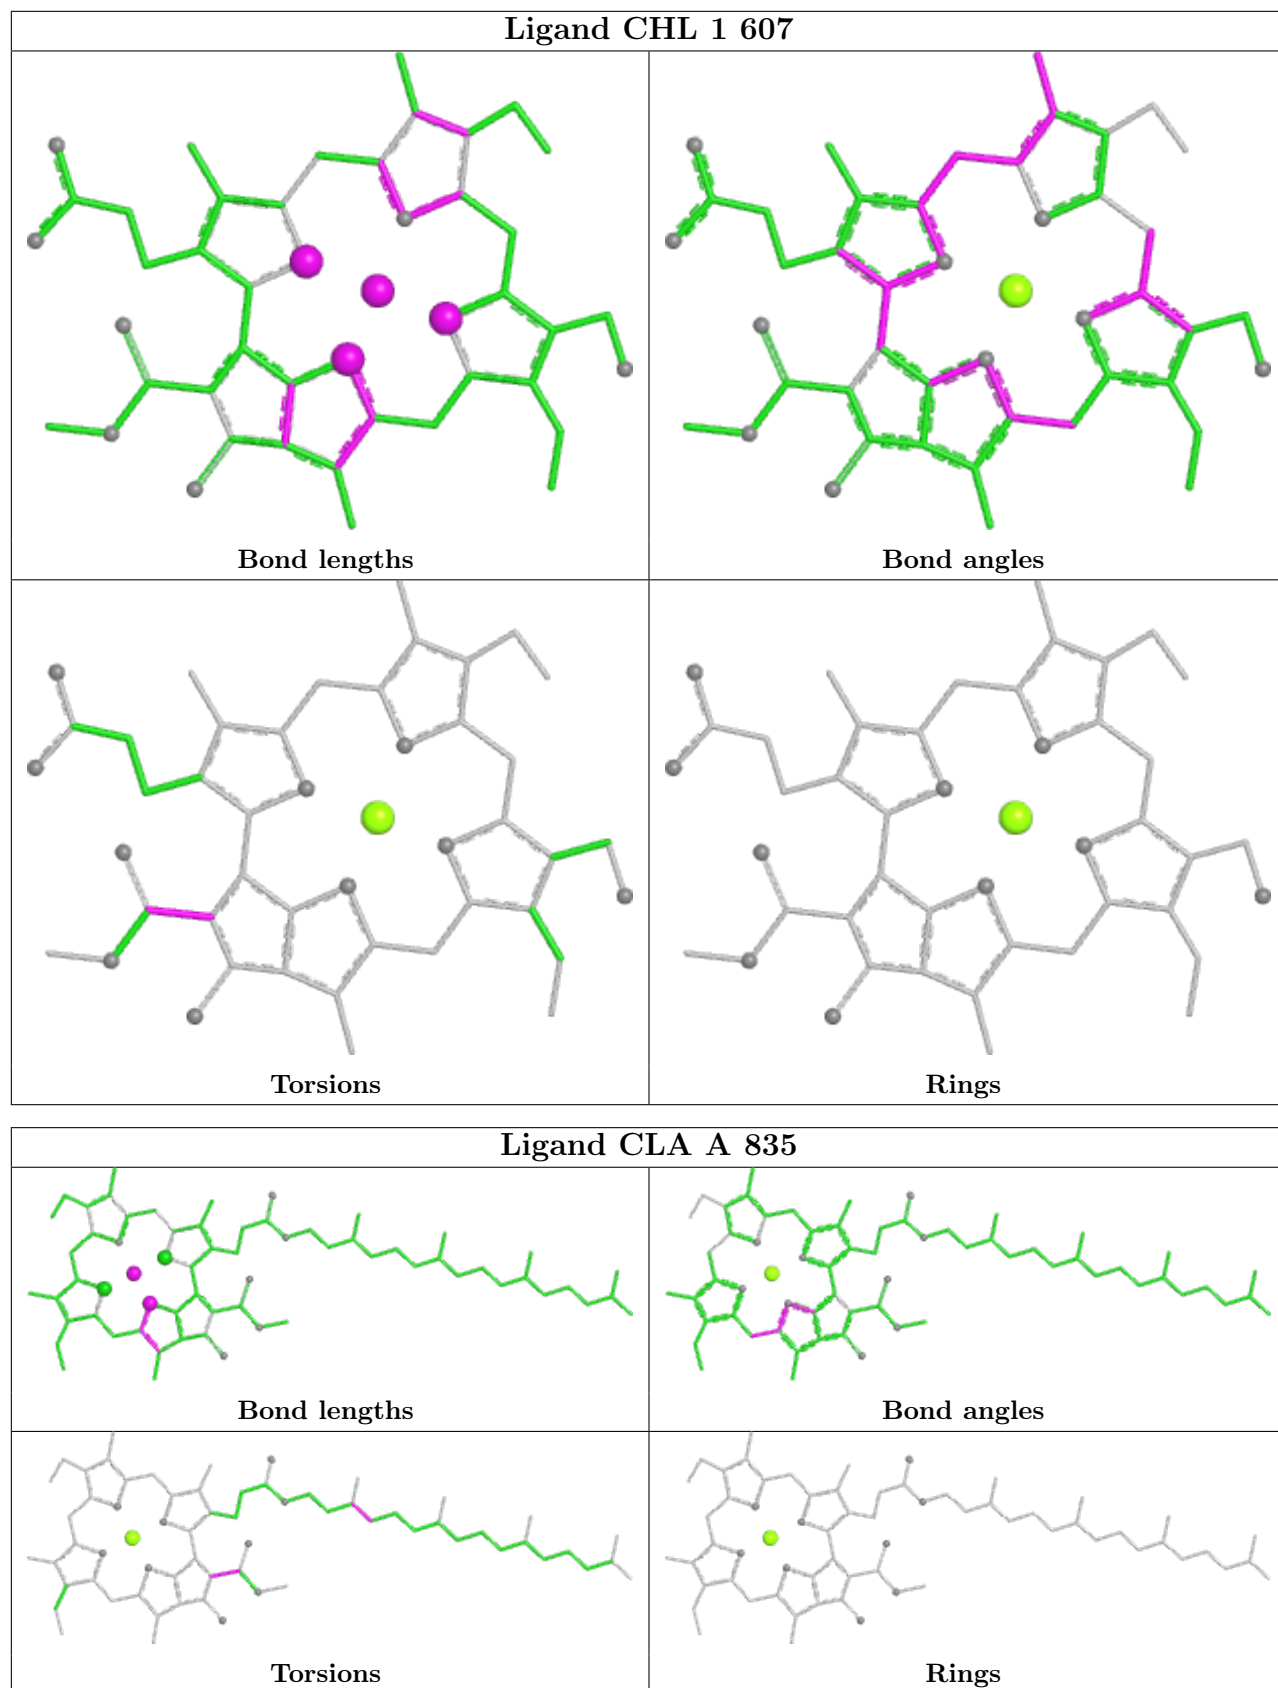 Ligand CHL 1 607
Bond lengths
Bond angles
Torsions
Rings
Ligand CLA A 835
Bond lengths
Bond angles
Torsions
Rings